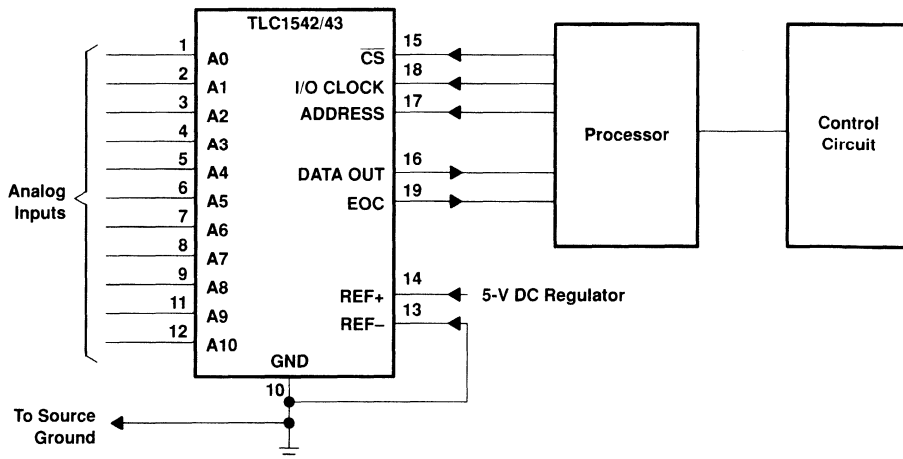 TLC1542/43
Analog
Inputs
1 A0
2 A1
3 A2
4 A3
5 A4
6 A5
7 A6
8 A7
9 A8
11 A9
12 A10
C̅S̅ 15
I/O CLOCK 18
ADDRESS 17
DATA OUT 16
EOC 19
REF+ 14 5-V DC Regulator
REF– 13
GND
10
To Source
Ground
Processor
Control
Circuit